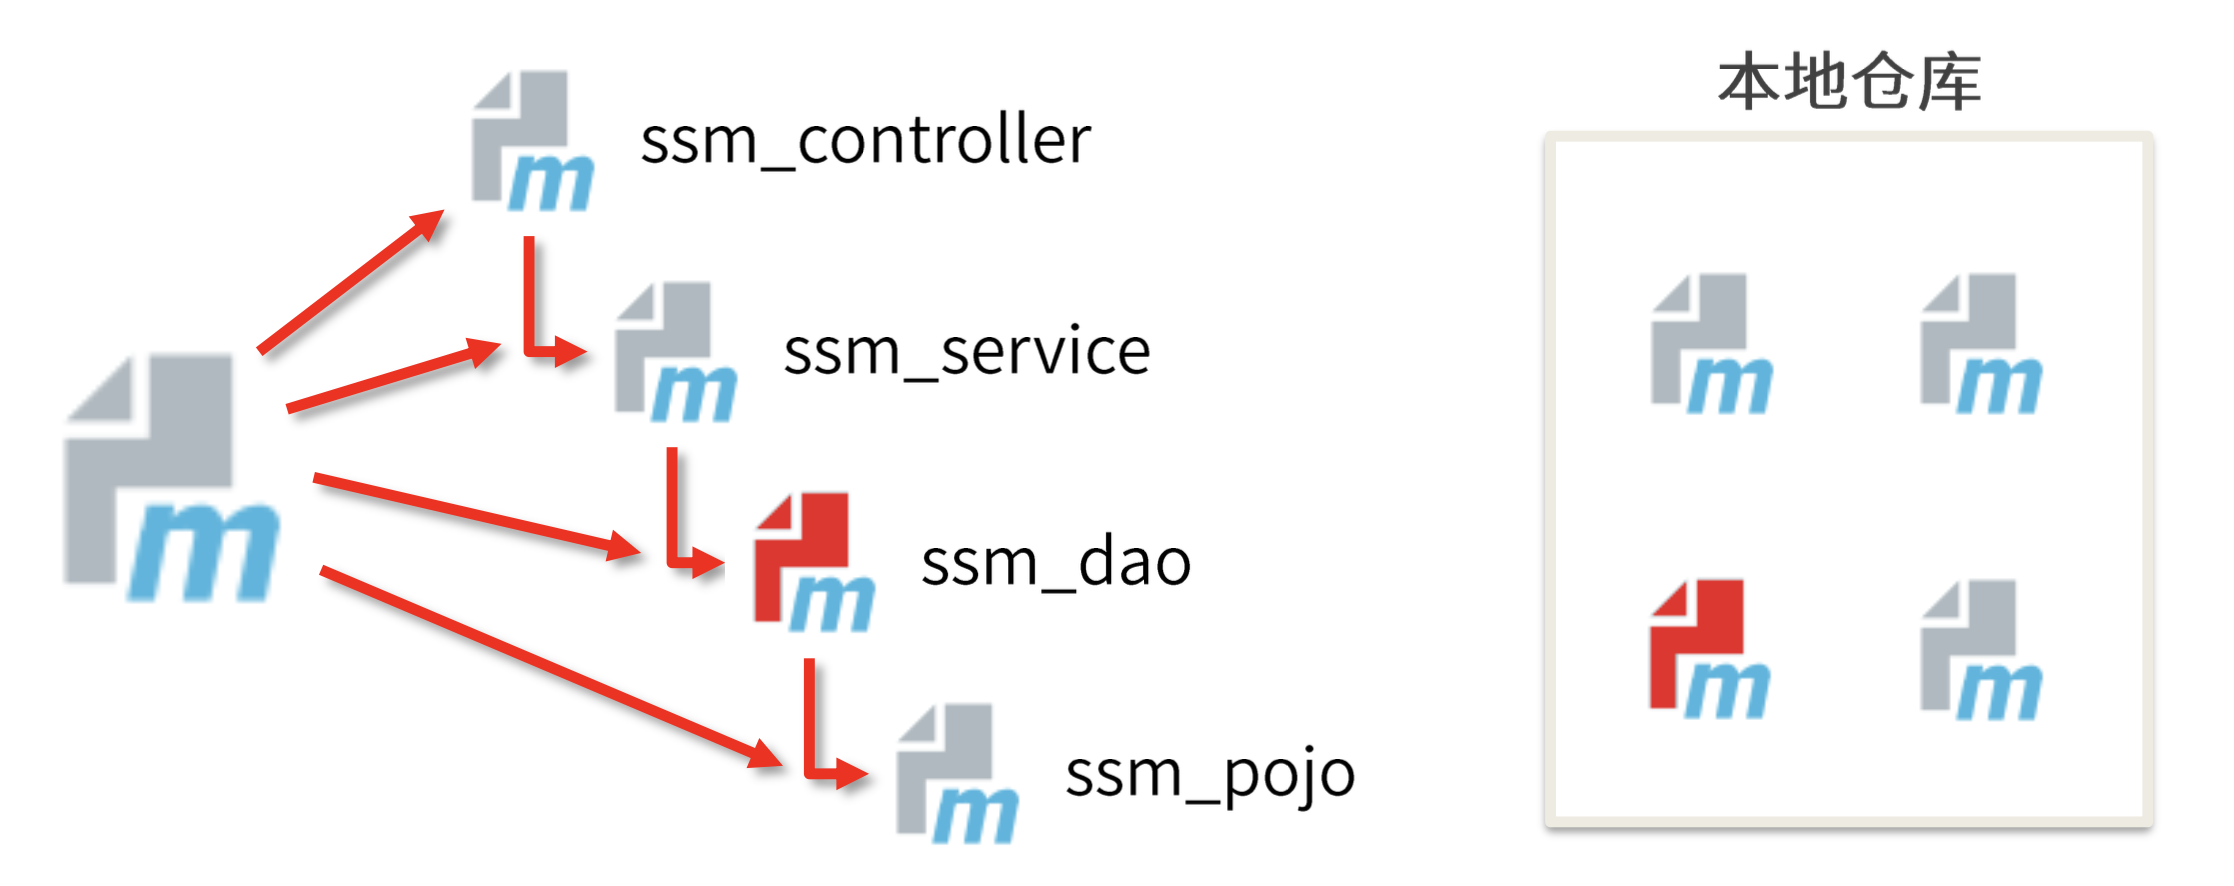 本地仓库
ssm_controller
ssm_service
ssm_dao
ssm_pojo
m
m
m
m
m
m
m
m
m